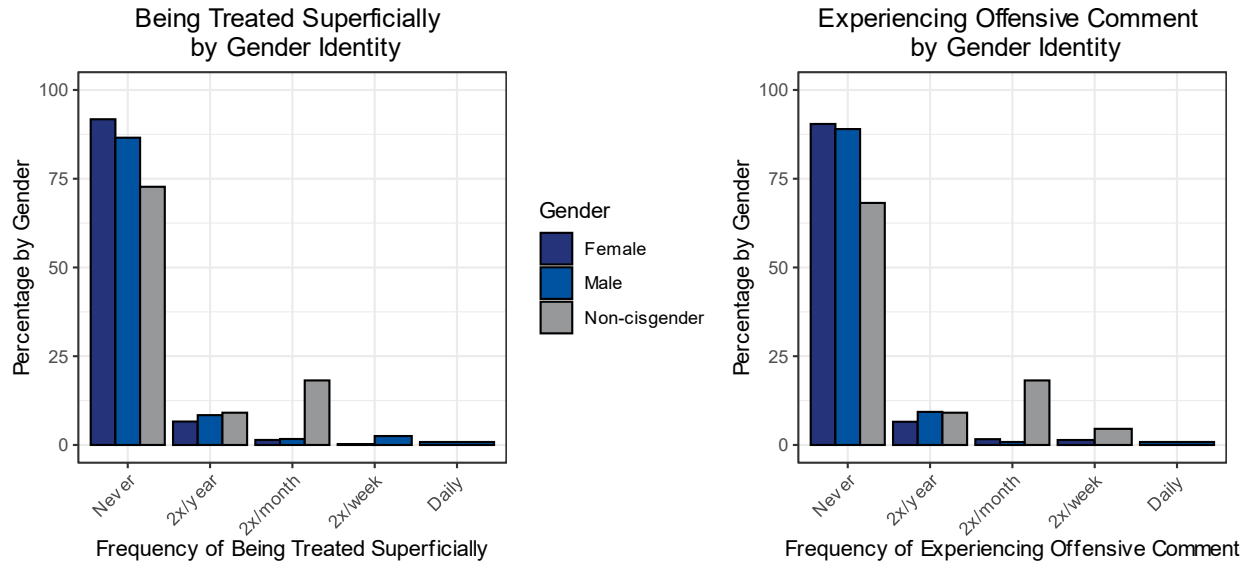 Being Treated Superficially
by Gender Identity
Percentage by Gender
100
75
50
25
0
Never
2x/year
2x/month
2x/week
Daily
Frequency of Being Treated Superficially
Gender
Female
Male
Non-cisgender
Experiencing Offensive Comment
by Gender Identity
Percentage by Gender
100
75
50
25
0
Never
2x/year
2x/month
2x/week
Daily
Frequency of Experiencing Offensive Comment